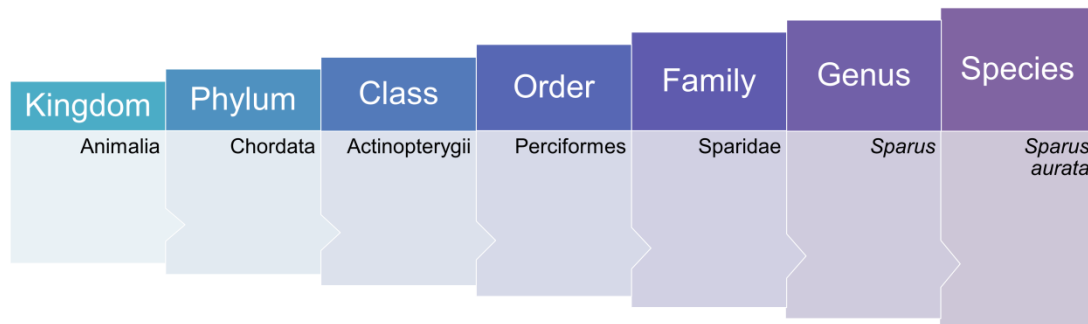 Kingdom
Animalia
Phylum
Chordata
Class
Actinopterygii
Order
Perciformes
Family
Sparidae
Genus
Sparus
Species
Sparus
aurata